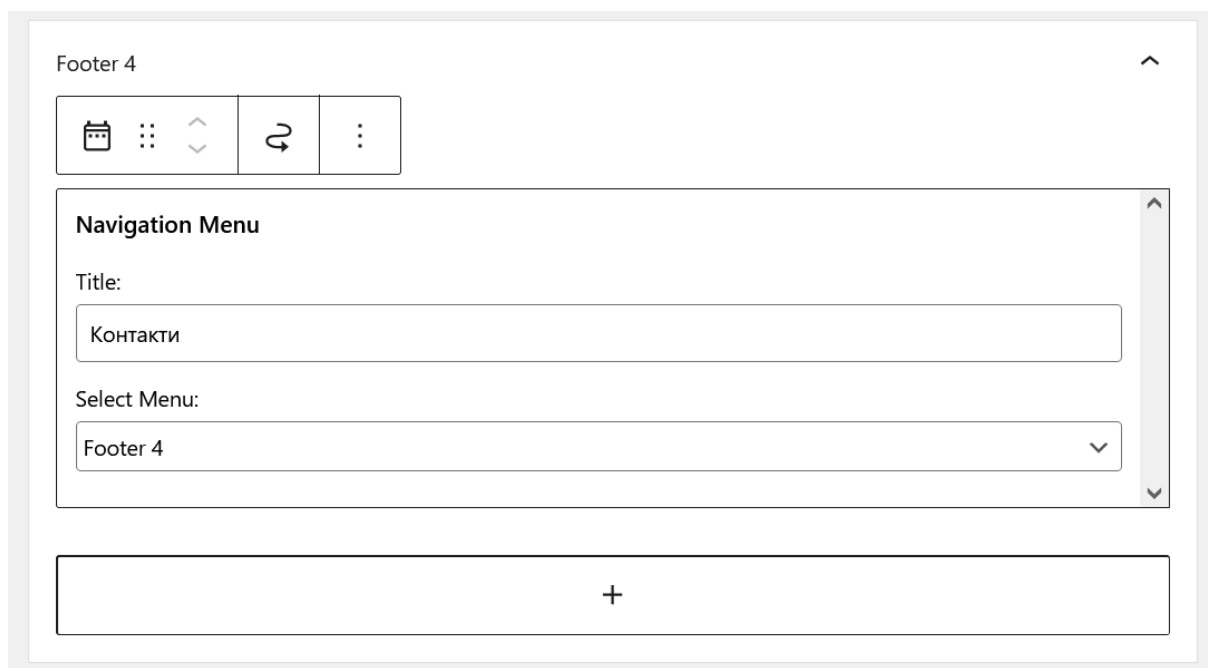 Footer 4
Navigation Menu
Title:
Контакти
Select Menu:
Footer 4